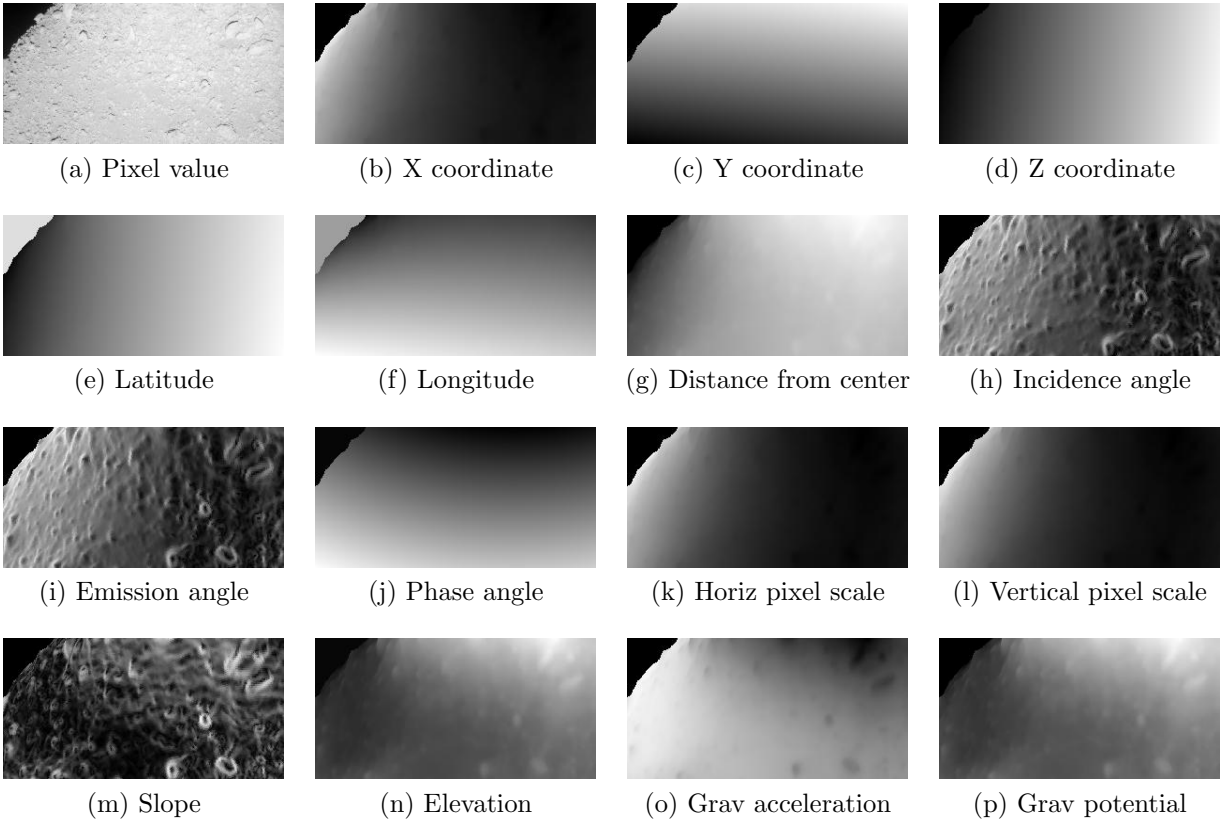 (a) Pixel value
(b) X coordinate
(c) Y coordinate
(d) Z coordinate
(e) Latitude
(f) Longitude
(g) Distance from center
(h) Incidence angle
(i) Emission angle
(j) Phase angle
(k) Horiz pixel scale
(l) Vertical pixel scale
(m) Slope
(n) Elevation
(o) Grav acceleration
(p) Grav potential